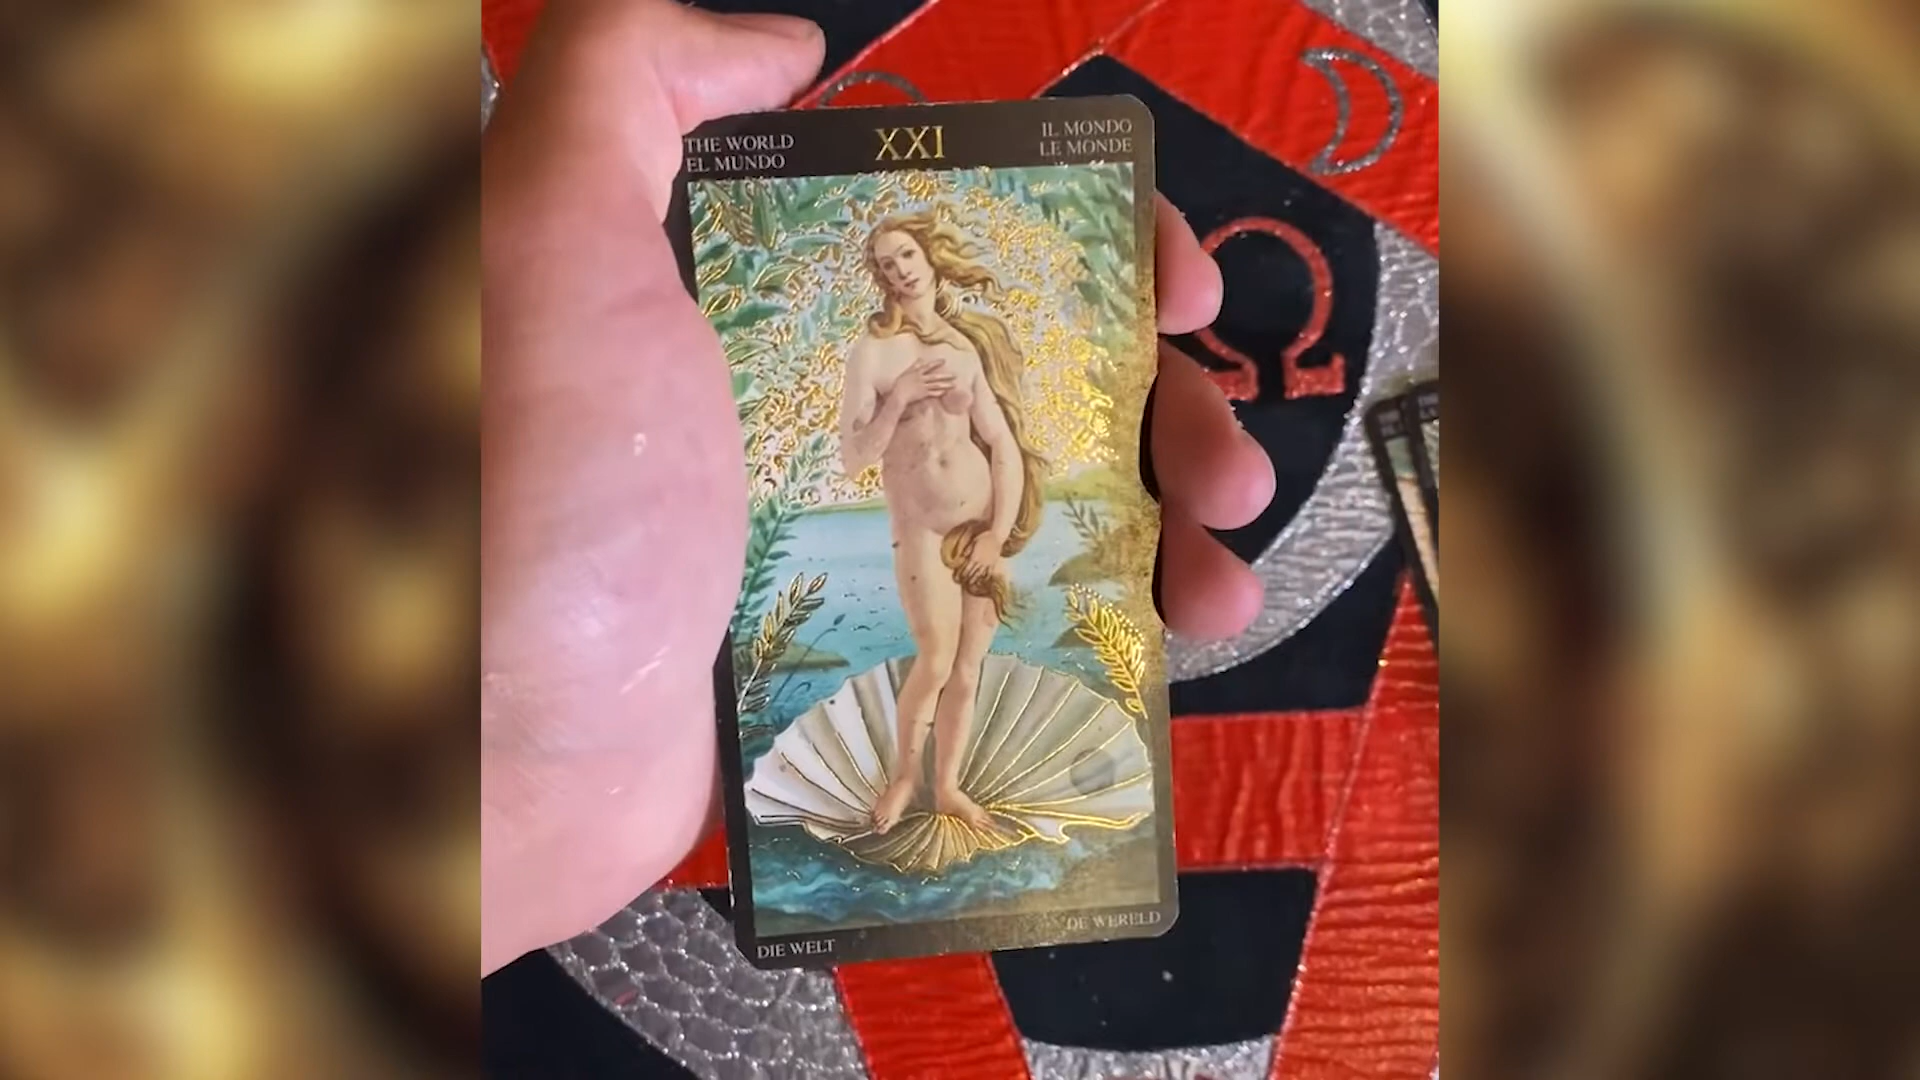 THE WORLD
EL MUNDO
XXI
IL MONDO
LE MONDE
Ω
DIE WELT
DE WERELD